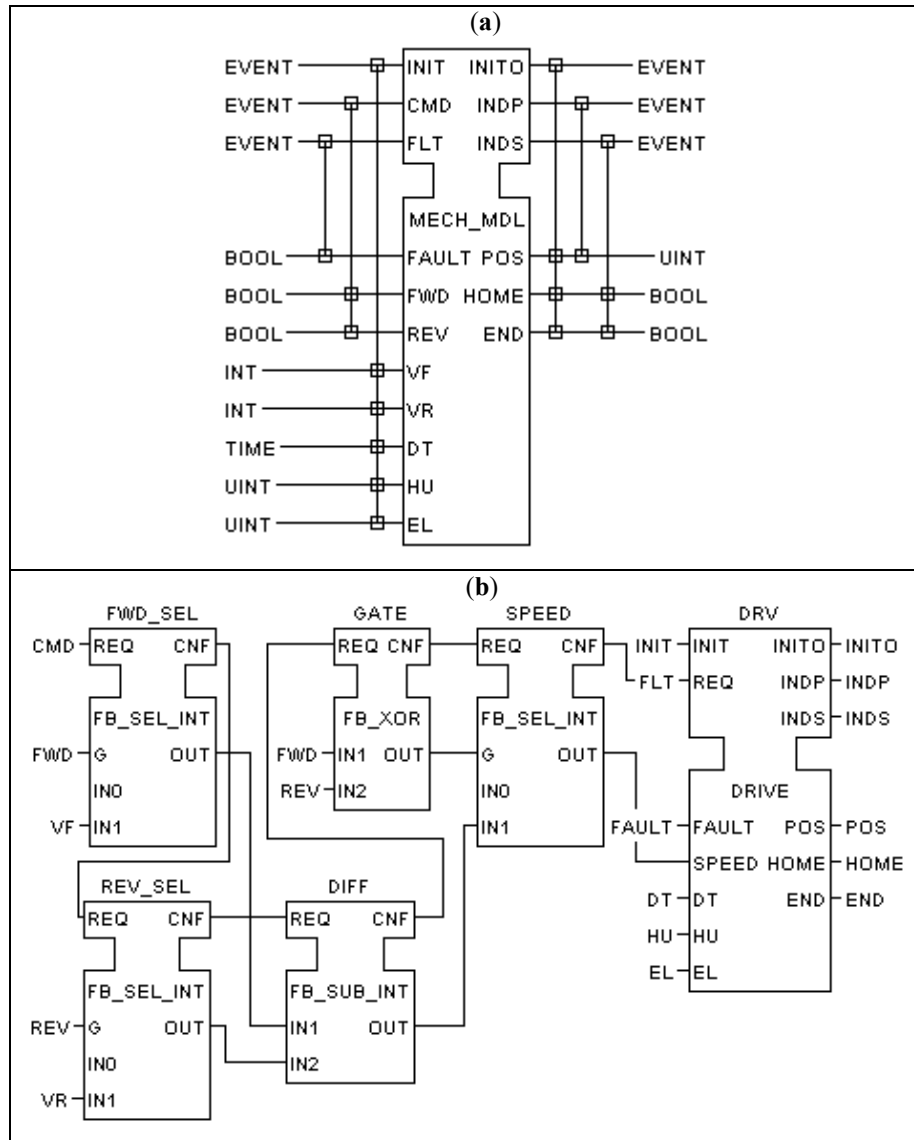 (a)
EVENT INIT INITO EVENT
EVENT CMD INDP EVENT
EVENT FLT INDS EVENT
MECH_MDL
BOOL FAULT POS UINT
BOOL FWD HOME BOOL
BOOL REV END BOOL
INT VF
INT VR
TIME DT
UINT HU
UINT EL
(b)
FWD_SEL GATE SPEED DRV
CMD REQ CNF REQ CNF REQ CNF INIT INIT INITO INITO
FLT REQ INDP INDP
INDS INDS
FB_SEL_INT FB_XOR FB_SEL_INT
FWD G OUT FWD IN1 OUT G OUT
IN0 REV IN2 IN0 DRIVE
VF IN1 IN1 FAULT FAULT POS POS
SPEED HOME HOME
REV_SEL DIFF
DT DT END END
REQ CNF REQ CNF
HU HU
EL EL
FB_SEL_INT FB_SUB_INT
REV G OUT IN1 OUT
IN0 IN2
VR IN1